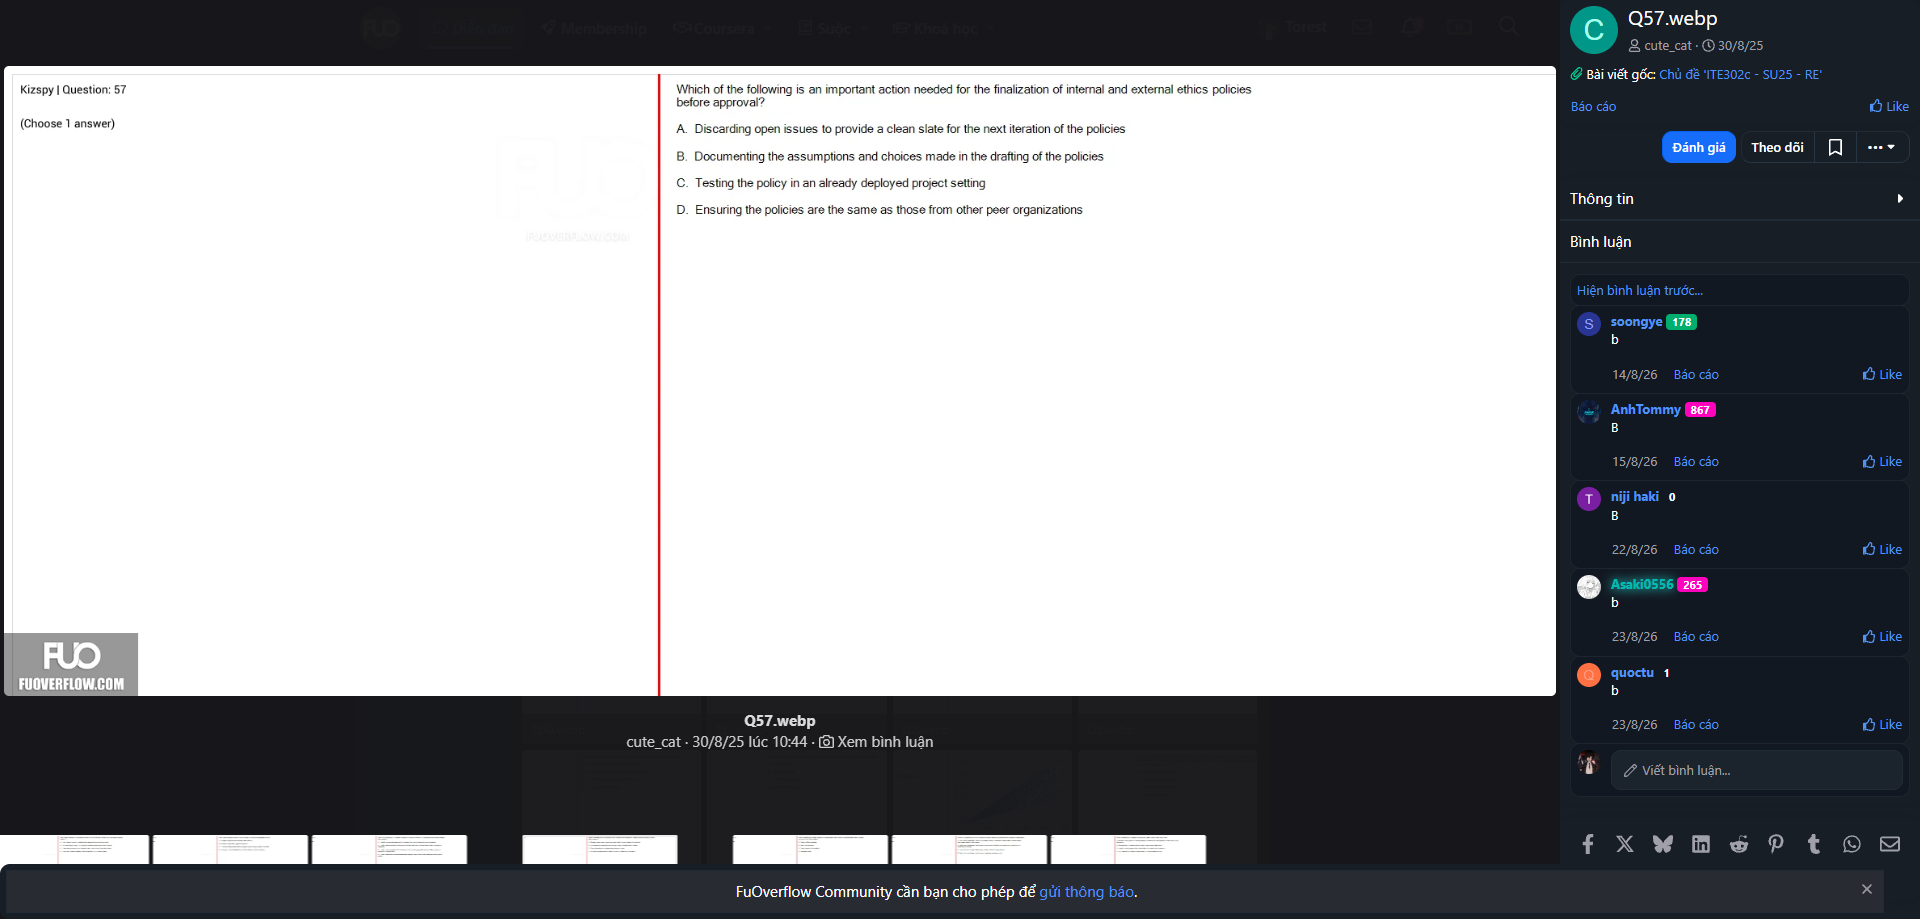 Membership
Coursera
Khoá học
Torest
Kizspy | Question: 57
(Choose 1 answer)
Which of the following is an important action needed for the finalization of internal and external ethics policies
before approval?
A. Discarding open issues to provide a clean slate for the next iteration of the policies
B. Documenting the assumptions and choices made in the drafting of the policies
C. Testing the policy in an already deployed project setting
D. Ensuring the policies are the same as those from other peer organizations
FUO
FUOVERFLOW.COM
FUO
FUOVERFLOW.COM
Q57.webp
cute_cat · 30/8/25 lúc 10:44 · Xem bình luận
C
Q57.webp
cute_cat · 30/8/25
Bài viết gốc: Chủ đề 'ITE302c - SU25 - RE'
Báo cáo
Like
Đánh giá
Theo dõi
Thông tin
Bình luận
Hiện bình luận trước...
S
soongye 178
b
14/8/26 Báo cáo Like
AnhTommy 867
B
15/8/26 Báo cáo Like
T
niji haki 0
B
22/8/26 Báo cáo Like
Asaki0556 265
b
23/8/26 Báo cáo Like
Q
quoctu 1
b
23/8/26 Báo cáo Like
Viết bình luận...
FuOverflow Community cần bạn cho phép để gửi thông báo.